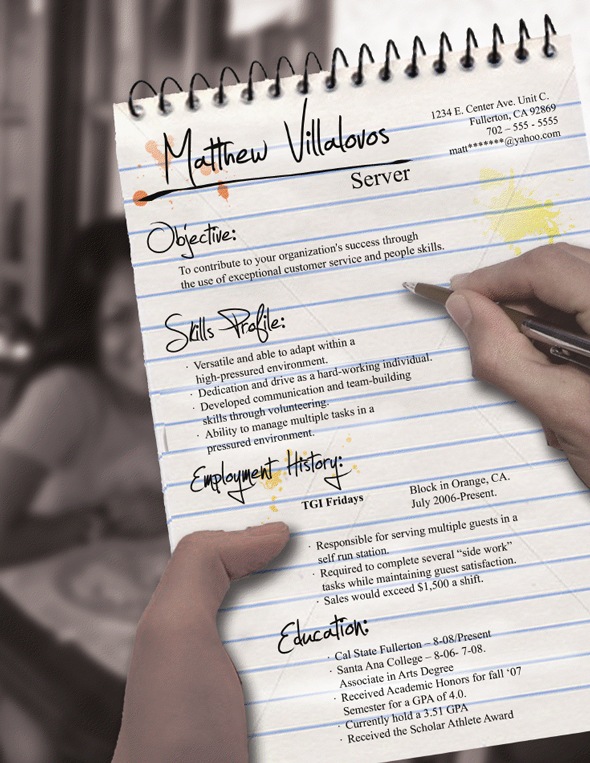 Matthew Villalovos
1234 E. Center Ave. Unit C.
Fullerton, CA 92869
702 – 555 - 5555
matt*******@yahoo.com
Server
Objective:
To contribute to your organization's success through
the use of exceptional customer service and people skills.
Skills Profile:
· Versatile and able to adapt within a
high-pressured environment.
· Dedication and drive as a hard-working individual.
· Developed communication and team-building
skills through volunteering.
· Ability to manage multiple tasks in a
pressured environment.
Employment History:
TGI Fridays
Block in Orange, CA.
July 2006-Present.
· Responsible for serving multiple guests in a
self run station.
· Required to complete several “side work”
tasks while maintaining guest satisfaction.
· Sales would exceed $1,500 a shift.
Education:
· Cal State Fullerton – 8-08/Present
· Santa Ana College – 8-06- 7-08.
Associate in Arts Degree
· Received Academic Honors for fall ‘07
Semester for a GPA of 4.0.
· Currently hold a 3.51 GPA
· Received the Scholar Athlete Award